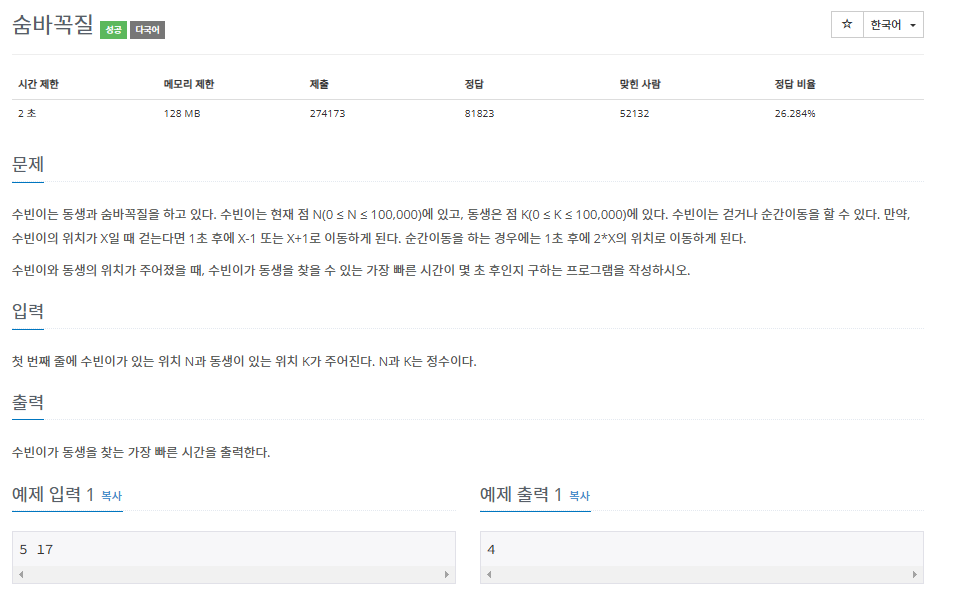 숨바꼭질 성공 다국어
☆ 한국어
시간 제한 메모리 제한 제출 정답 맞힌 사람 정답 비율
2 초 128 MB 274173 81823 52132 26.284%
문제
수빈이는 동생과 숨바꼭질을 하고 있다. 수빈이는 현재 점 N(0 ≤ N ≤ 100,000)에 있고, 동생은 점 K(0 ≤ K ≤ 100,000)에 있다. 수빈이는 걷거나 순간이동을 할 수 있다. 만약,
수빈이의 위치가 X일 때 걷는다면 1초 후에 X-1 또는 X+1로 이동하게 된다. 순간이동을 하는 경우에는 1초 후에 2*X의 위치로 이동하게 된다.
수빈이와 동생의 위치가 주어졌을 때, 수빈이가 동생을 찾을 수 있는 가장 빠른 시간이 몇 초 후인지 구하는 프로그램을 작성하시오.
입력
첫 번째 줄에 수빈이가 있는 위치 N과 동생이 있는 위치 K가 주어진다. N과 K는 정수이다.
출력
수빈이가 동생을 찾는 가장 빠른 시간을 출력한다.
예제 입력 1 복사
5 17
예제 출력 1 복사
4